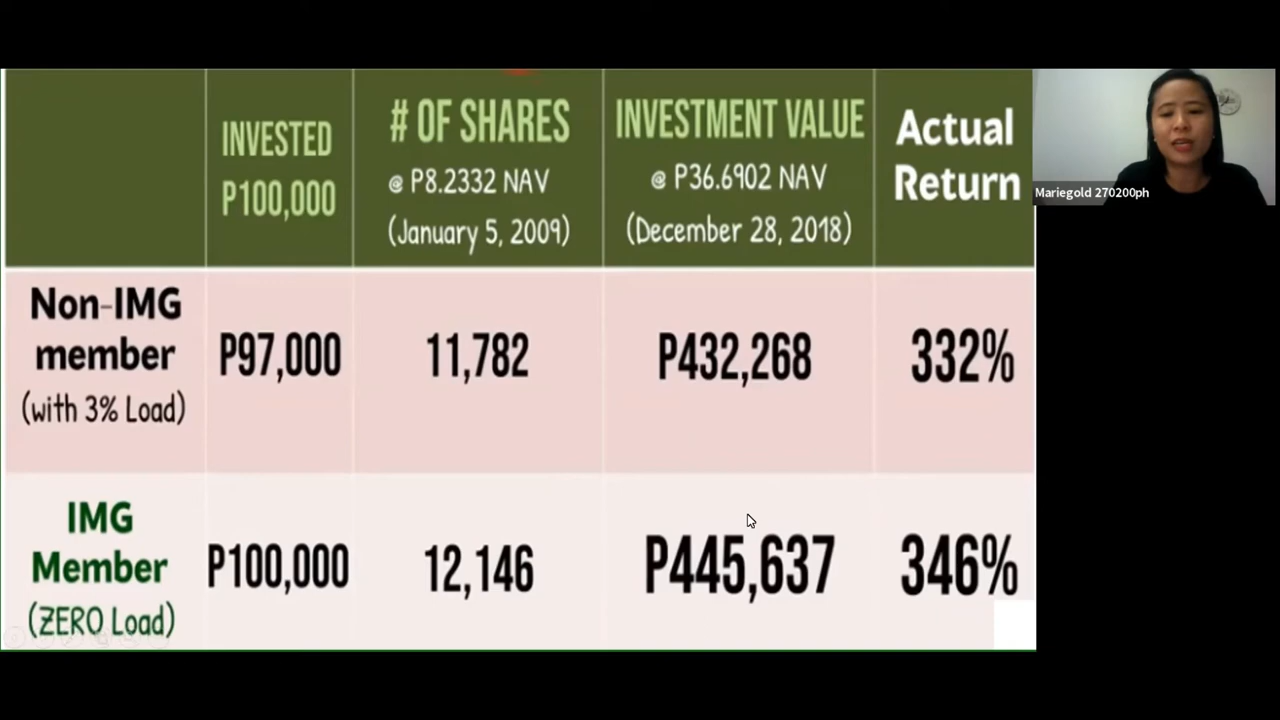 INVESTED
P100,000
# OF SHARES
@ P8.2332 NAV
(January 5, 2009)
INVESTMENT VALUE
@ P36.6902 NAV
(December 28, 2018)
Actual
Return
Mariegold 270200ph
Non-IMG
member
(with 3% Load)
P97,000
11,782
P432,268
332%
IMG
Member
(ZERO Load)
P100,000
12,146
P445,637
346%